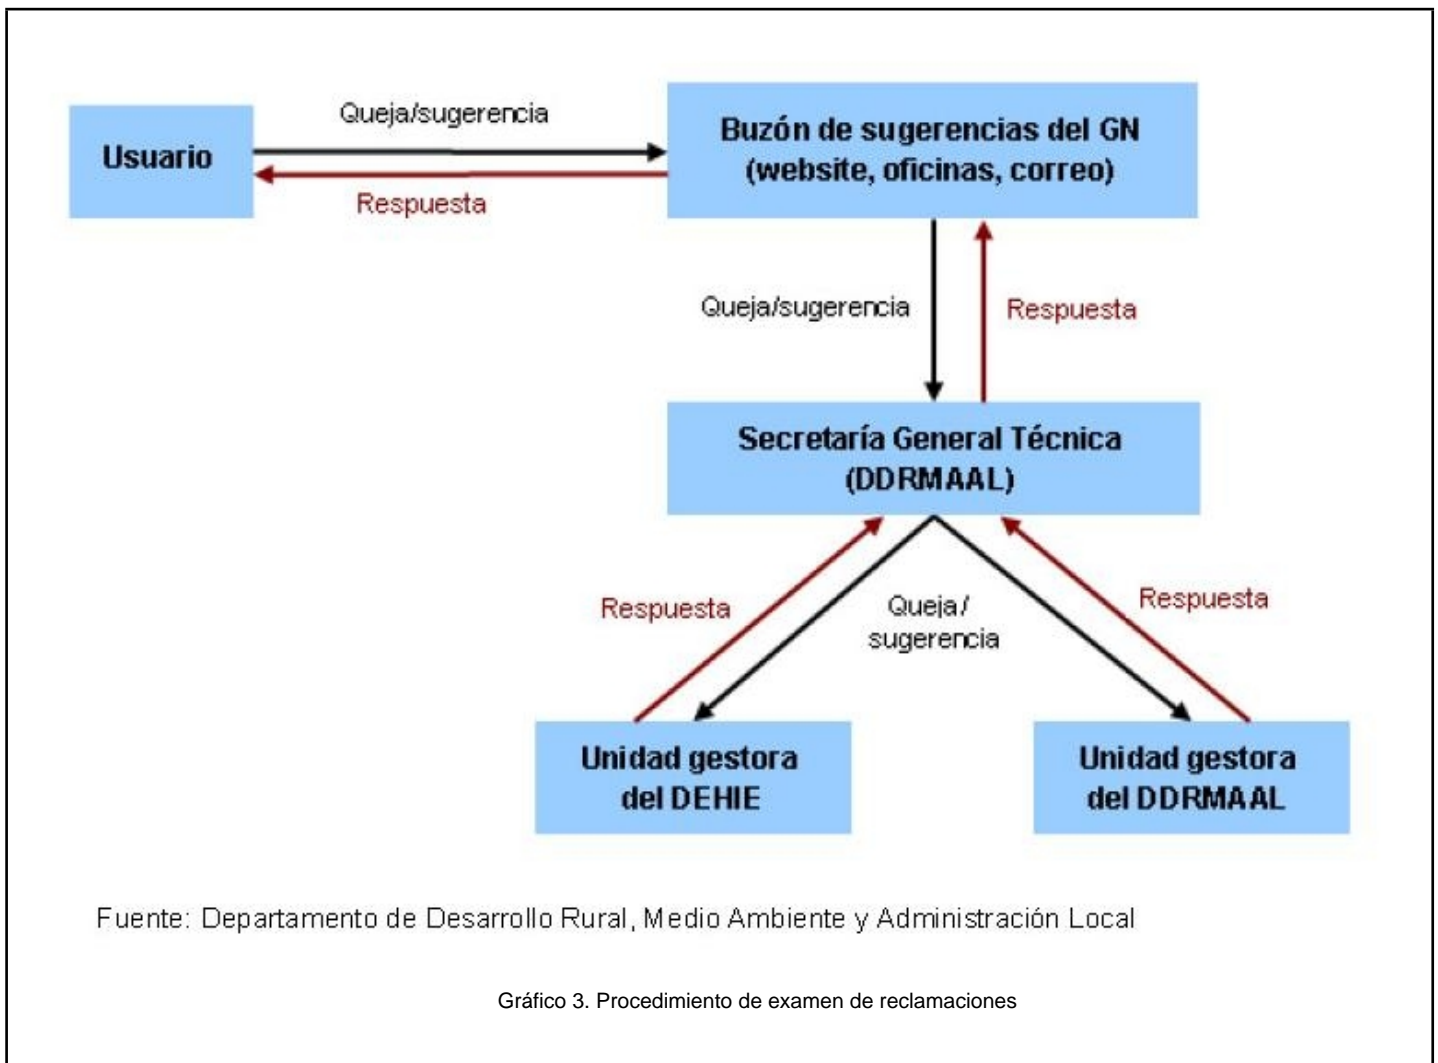 Usuario
Queja/sugerencia
Respuesta
Buzón de sugerencias del GN
(website, oficinas, correo)
Queja/sugerencia
Respuesta
Secretaría General Técnica
(DDRMAAL)
Respuesta
Queja/
sugerencia
Respuesta
Unidad gestora
del DEHIE
Unidad gestora
del DDRMAAL
Fuente: Departamento de Desarrollo Rural, Medio Ambiente y Administración Local
Gráfico 3. Procedimiento de examen de reclamaciones